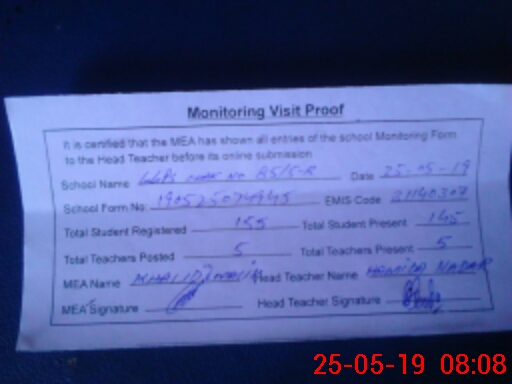 Monitoring Visit Proof
It is certified that the MEA has shown all entries of the school Monitoring Form
to the Head Teacher before its online submission
School Name Date 25-05-19
School Form No: EMIS Code 31140307
Total Student Registered 155 Total Student Present 145
Total Teachers Posted 5 Total Teachers Present 5
MEA Name KHALID Head Teacher Name
MEA Signature Head Teacher Signature
25-05-19 08:08